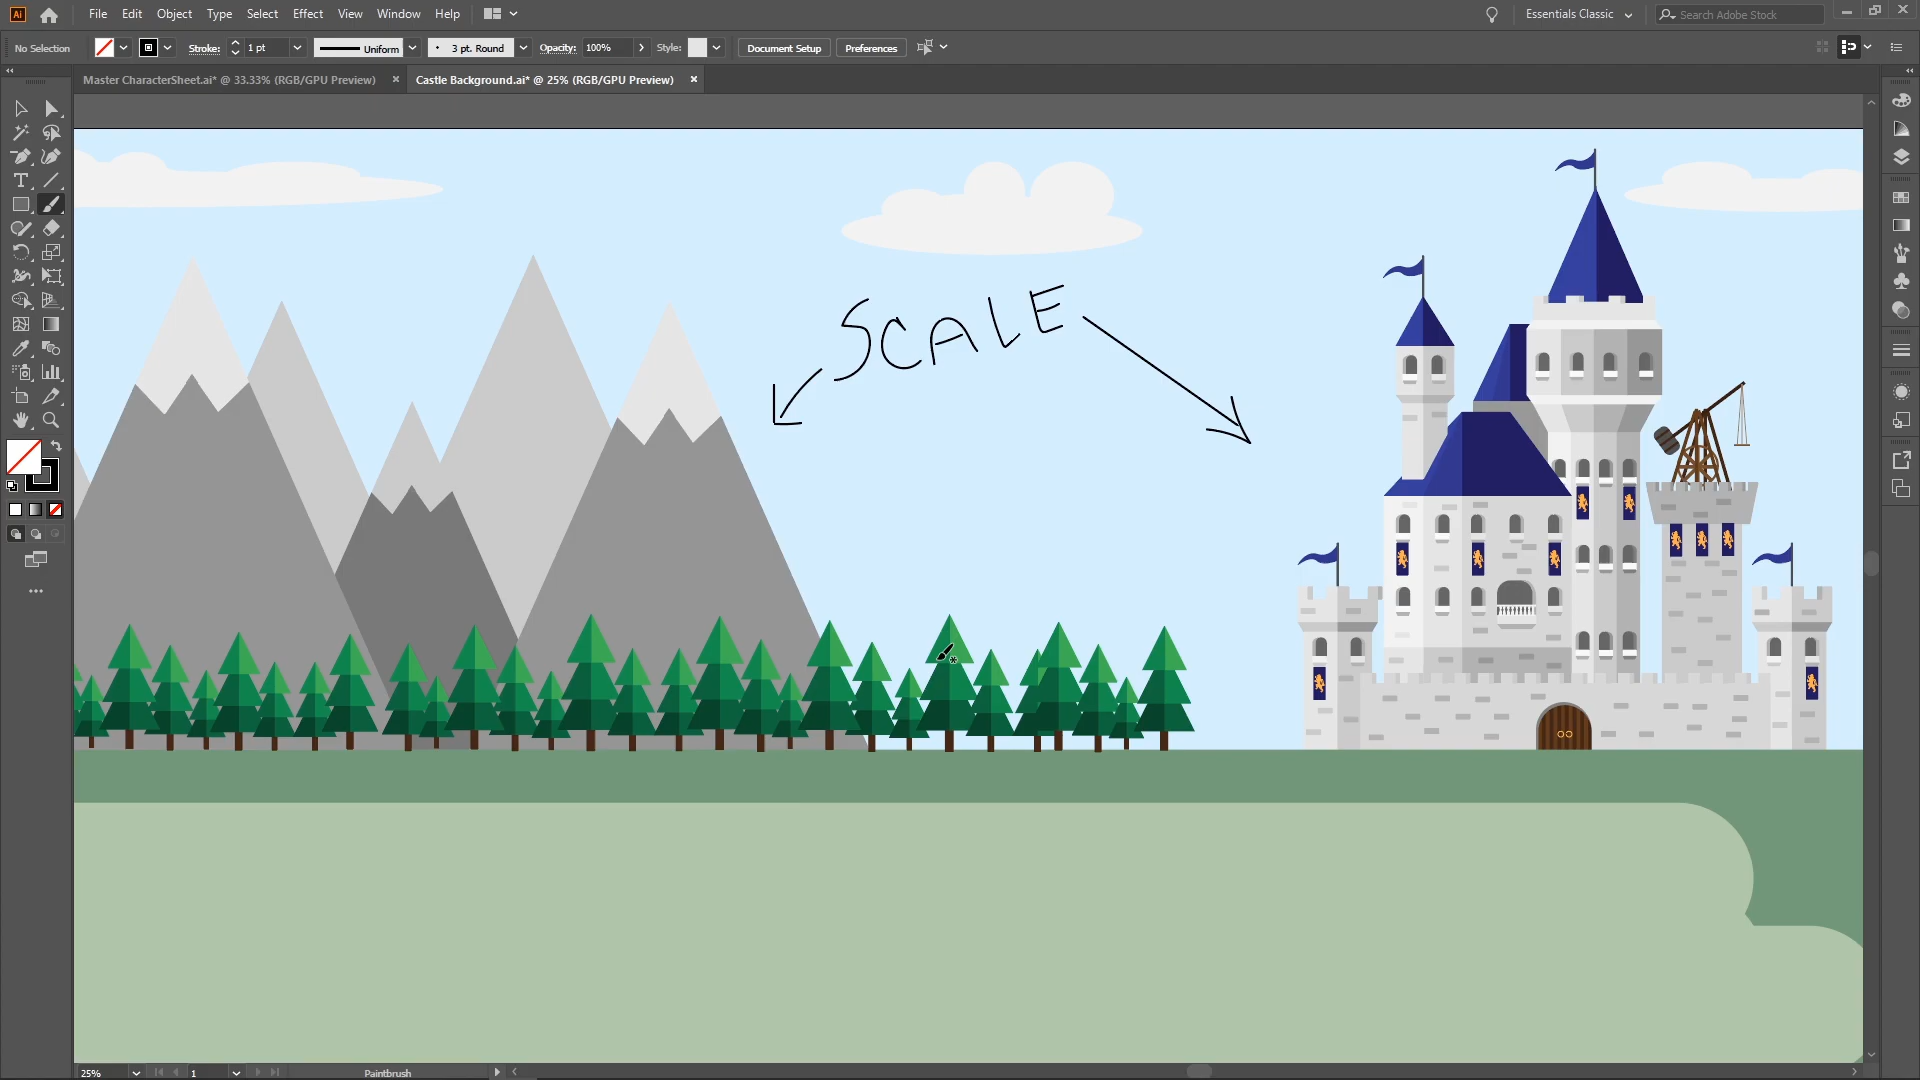 Ai File Edit Object Type Select Effect View Window Help Essentials Classic Search Adobe Stock
No Selection Stroke: 1 pt Uniform 3 pt. Round Opacity: 100% Style: Document Setup Preferences
Master CharacterSheet.ai* @ 33.33% (RGB/GPU Preview) × Castle Background.ai* @ 25% (RGB/GPU Preview) ×
SCALE
25% 1 Paintbrush